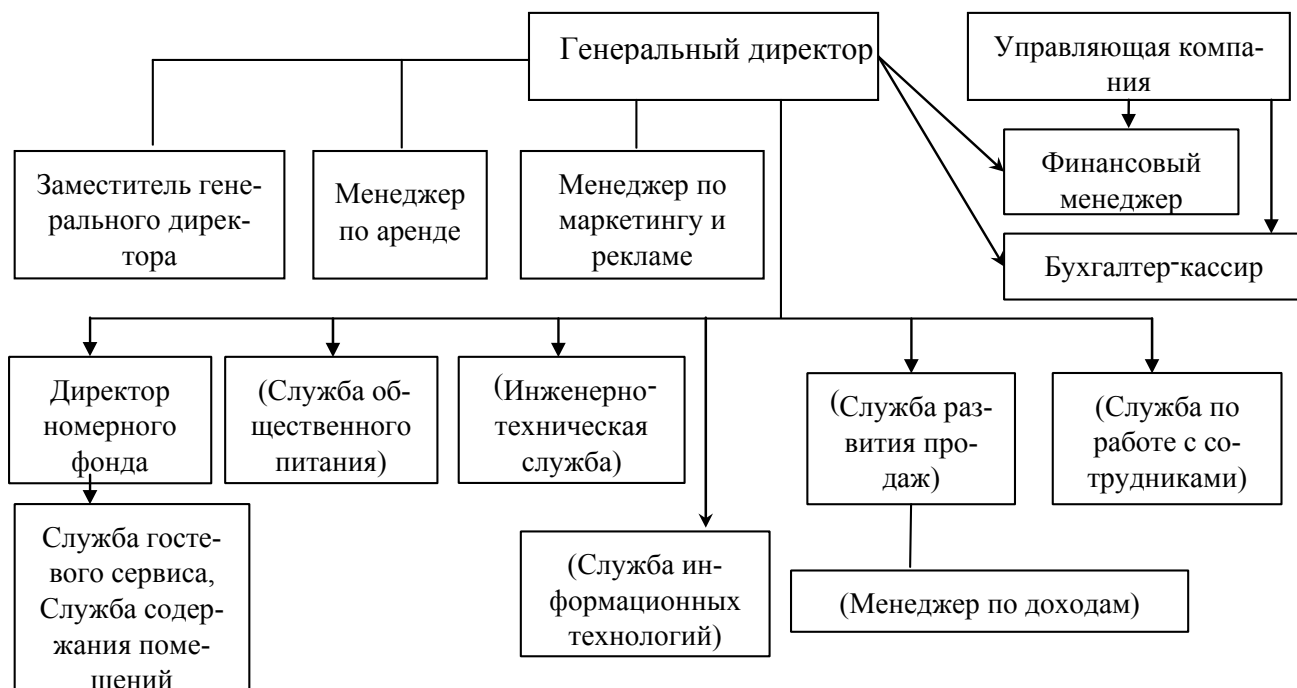 Генеральный директор
Управляющая компа-
ния
Заместитель гене-
рального дирек-
тора
Менеджер
по аренде
Менеджер по
маркетингу и
рекламе
Финансовый
менеджер
Бухгалтер-кассир
Директор
номерного
фонда
(Служба об-
щественного
питания)
(Инженерно-
техническая
служба)
(Служба раз-
вития про-
даж)
(Служба по
работе с со-
трудниками)
Служба госте-
вого сервиса,
Служба содер-
жания поме-
щений
(Служба ин-
формационных
технологий)
(Менеджер по доходам)